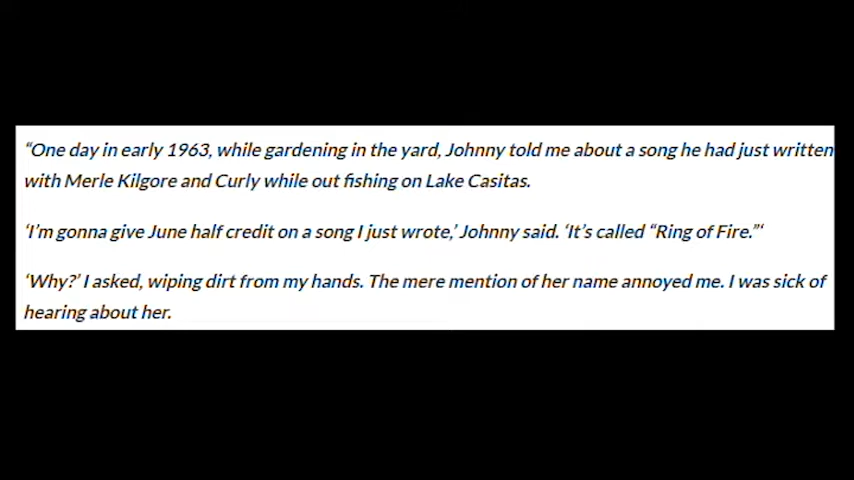 “One day in early 1963, while gardening in the yard, Johnny told me about a song he had just written
with Merle Kilgore and Curly while out fishing on Lake Casitas.
‘I’m gonna give June half credit on a song I just wrote,’ Johnny said. ‘It’s called “Ring of Fire.”‘
‘Why?’ I asked, wiping dirt from my hands. The mere mention of her name annoyed me. I was sick of
hearing about her.